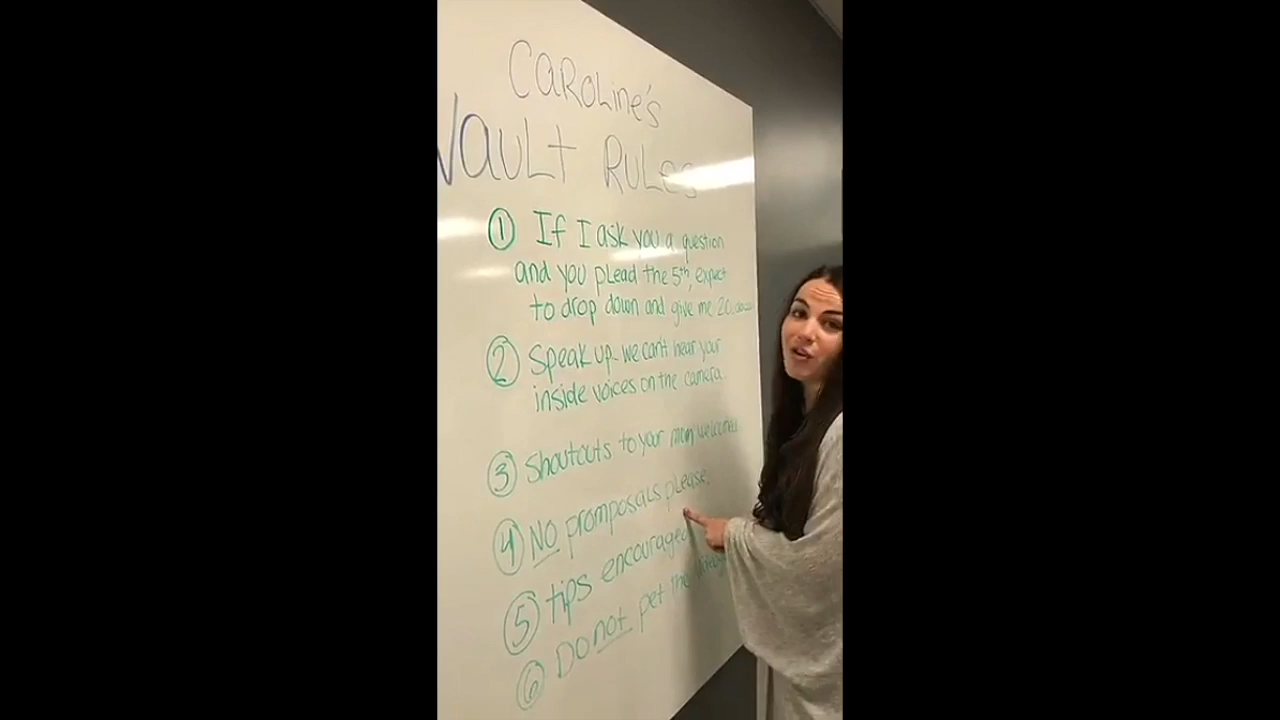 CAROLine's
VAULT RULes
1 If I ask you a question
and you plead the 5th, expect
to drop down and give me 20.
2 Speak up- we can't hear your
inside voices on the camera.
3 Shoutouts to your mom welcomed.
4 NO promposals please.
5 tips encouraged
6 Do not pet the